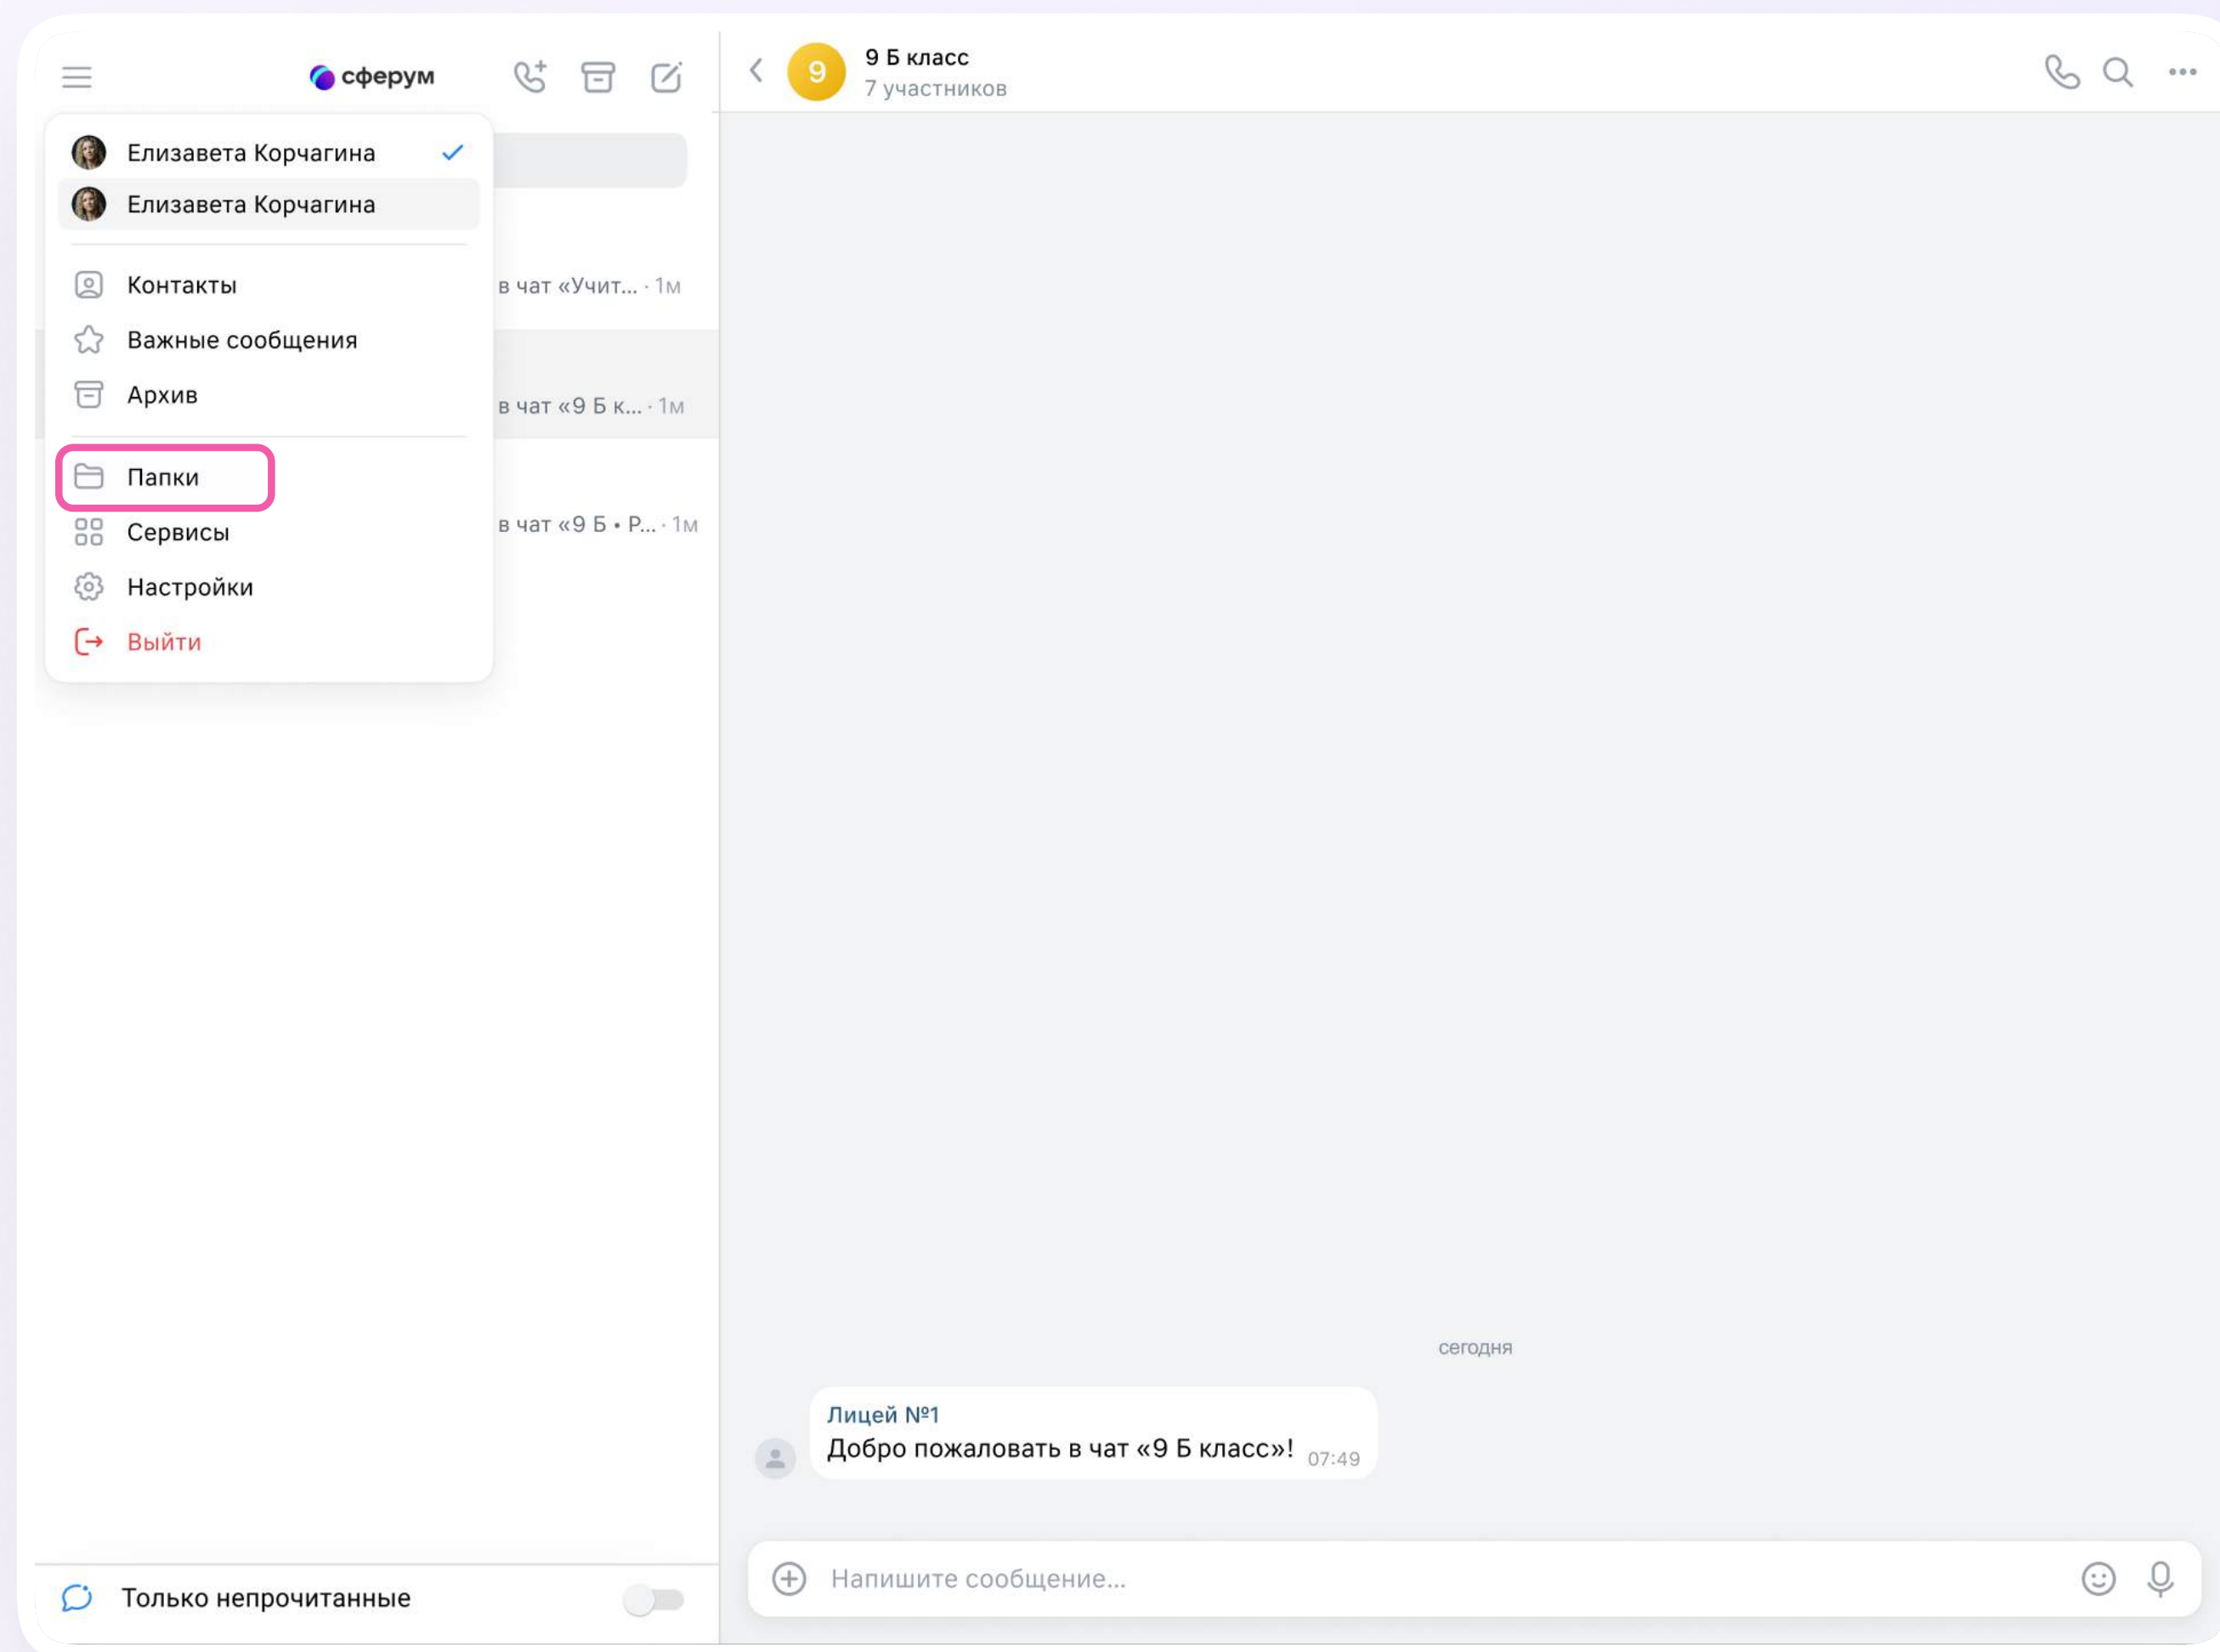 сферум
Елизавета Корчагина
Елизавета Корчагина
Контакты
Важные сообщения
Архив
Папки
Сервисы
Настройки
Выйти
в чат «Учит... · 1м
в чат «9 Б к... · 1м
в чат «9 Б • Р... · 1м
Только непрочитанные
9
9 Б класс
7 участников
сегодня
Лицей №1
Добро пожаловать в чат «9 Б класс»! 07:49
Напишите сообщение...